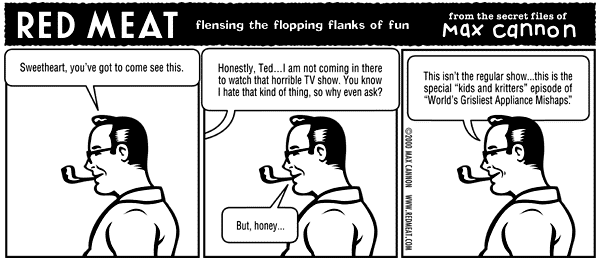 RED MEAT
flensing the flopping flanks of fun
from the secret files of
Max cannon
Sweetheart, you've got to come see this.
Honestly, Ted...I am not coming in there
to watch that horrible TV show. You know
I hate that kind of thing, so why even ask?
But, honey...
This isn't the regular show...this is the
special “kids and kritters” episode of
“World's Grisliest Appliance Mishaps.”
©2000 MAX CANNON WWW.REDMEAT.COM